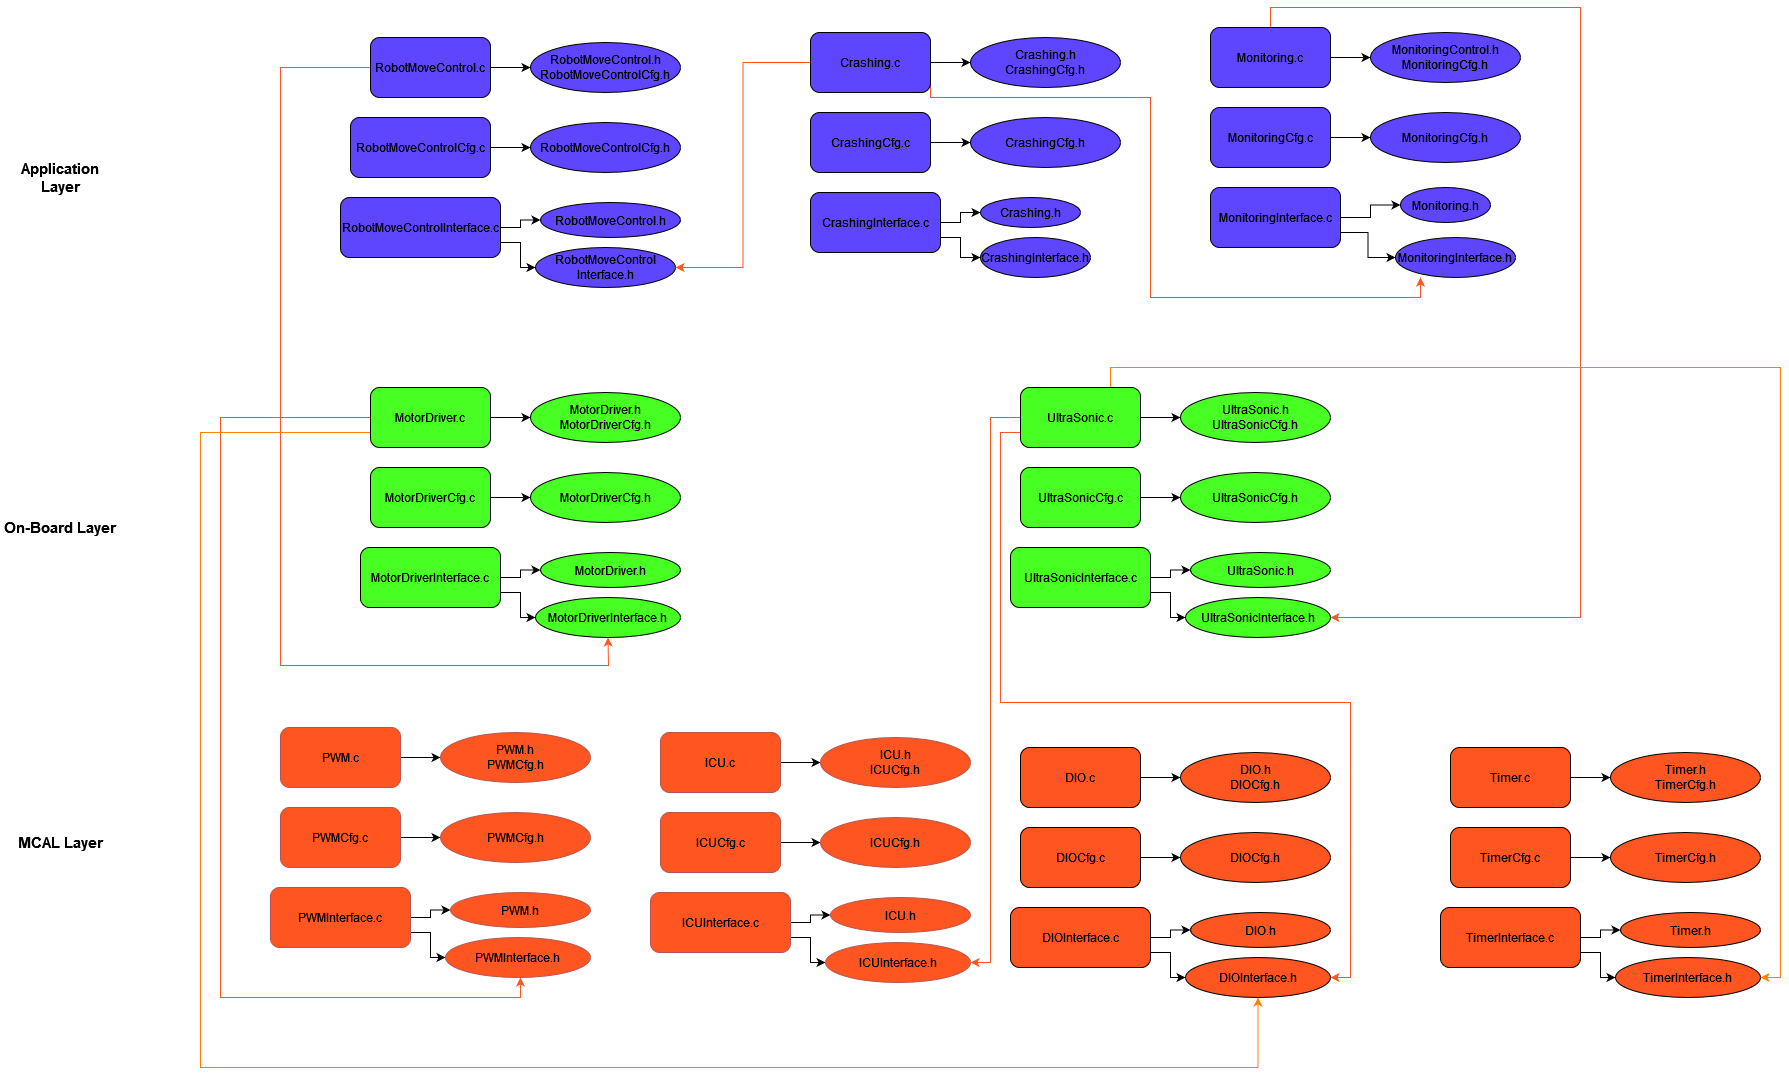 RobotMoveControl.c
RobotMoveControl.h
RobotMoveControlCfg.h
Crashing.c
Crashing.h
CrashingCfg.h
Monitoring.c
MonitoringControl.h
MonitoringCfg.h
RobotMoveControlCfg.c
RobotMoveControlCfg.h
CrashingCfg.c
CrashingCfg.h
MonitoringCfg.c
MonitoringCfg.h
Application
Layer
RobotMoveControlInterface.c
RobotMoveControl.h
RobotMoveControl
Interface.h
CrashingInterface.c
Crashing.h
CrashingInterface.h
MonitoringInterface.c
Monitoring.h
MonitoringInterface.h
MotorDriver.c
MotorDriver.h
MotorDriverCfg.h
UltraSonic.c
UltraSonic.h
UltraSonicCfg.h
MotorDriverCfg.c
MotorDriverCfg.h
UltraSonicCfg.c
UltraSonicCfg.h
On-Board Layer
MotorDriverInterface.c
MotorDriver.h
MotorDriverInterface.h
UltraSonicInterface.c
UltraSonic.h
UltraSonicInterface.h
PWM.c
PWM.h
PWMCfg.h
ICU.c
ICU.h
ICUCfg.h
DIO.c
DIO.h
DIOCfg.h
Timer.c
Timer.h
TimerCfg.h
MCAL Layer
PWMCfg.c
PWMCfg.h
ICUCfg.c
ICUCfg.h
DIOCfg.c
DIOCfg.h
TimerCfg.c
TimerCfg.h
PWMInterface.c
PWM.h
PWMInterface.h
ICUInterface.c
ICU.h
ICUInterface.h
DIOInterface.c
DIO.h
DIOInterface.h
TimerInterface.c
Timer.h
TimerInterface.h